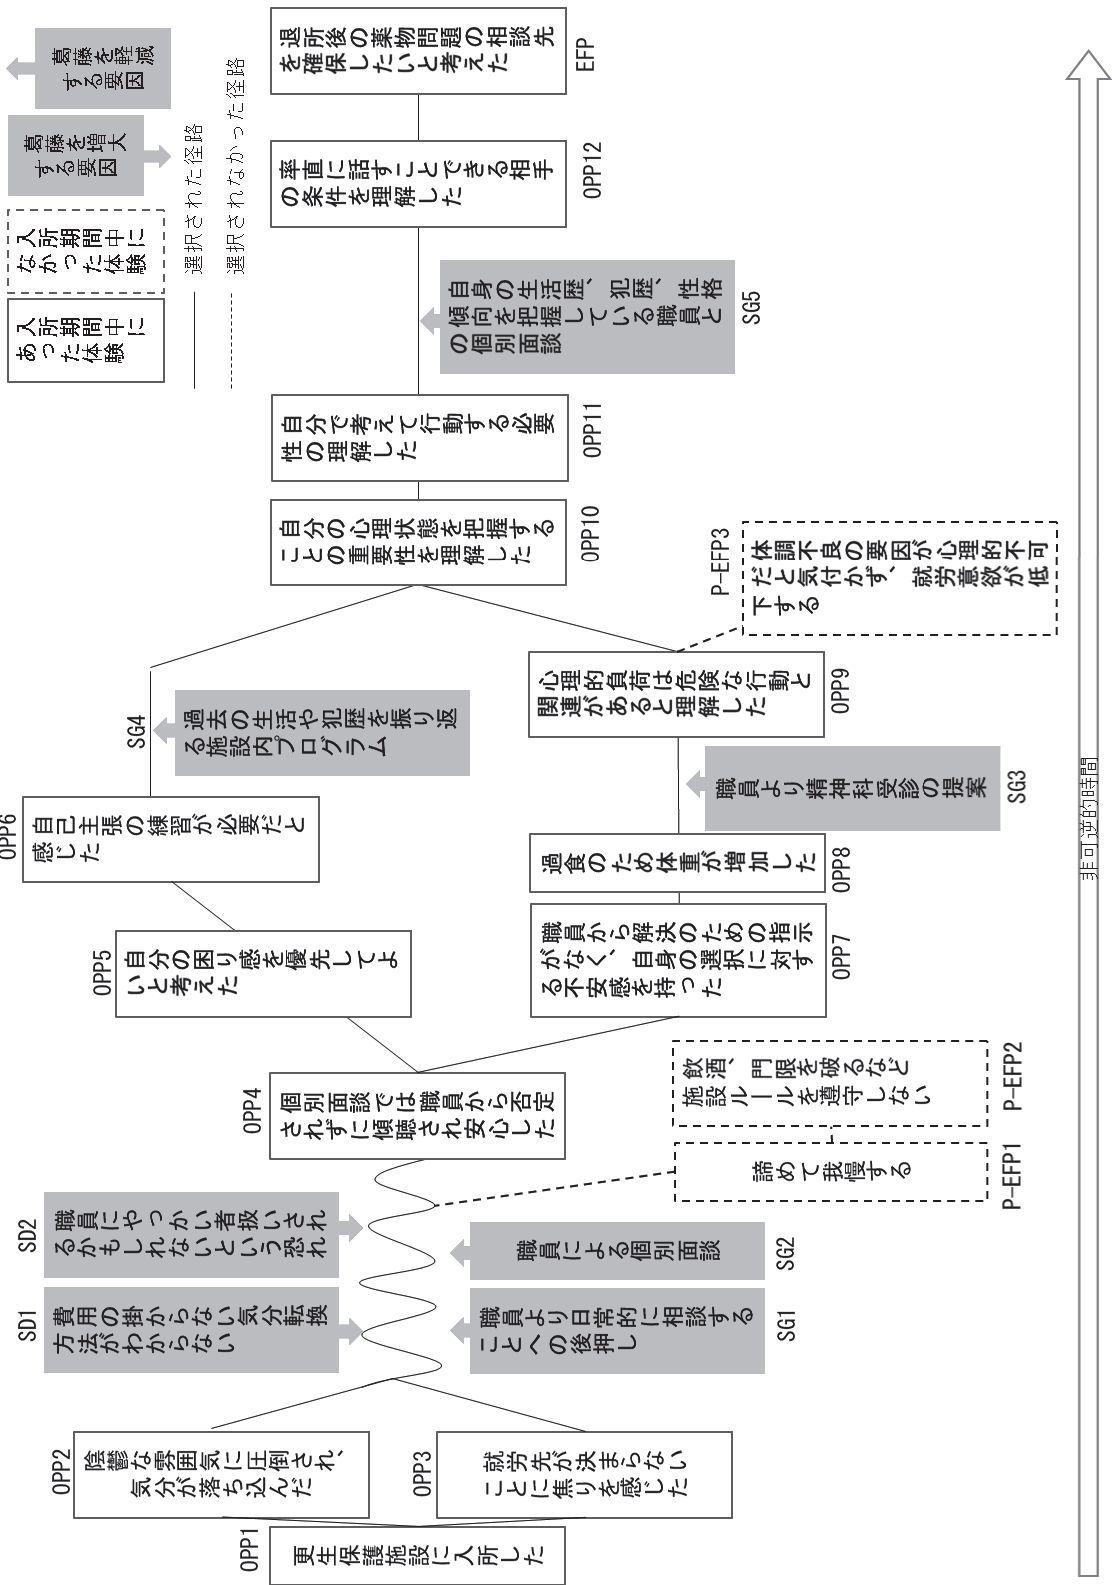 OPP1
更生保護施設に入所した
OPP2
陰鬱な雰囲気に圧倒され、
気分が落ち込んだ
OPP3
就労先が決まらない
ことに焦りを感じた
SD1
費用の掛からない気分転換
方法がわからない
SD2
職員にやっかい者扱いされ
るかもしれないという恐れ
職員より日常的に相談する
ことへの後押し
SG1
職員による個別面談
SG2
諦めて我慢する
P-EFP1
飲酒、門限を破るなど
施設ルールを遵守しない
P-EFP2
OPP4
個別面談では職員から否定
されずに傾聴され安心した
OPP5
自分の困り感を優先してよ
いと考えた
OPP6
自己主張の練習が必要だと
感じた
職員から解決のための指示
がなく、自身の選択に対す
る不安感を持った
OPP7
過食のため体重が増加した
OPP8
SG4
過去の生活や犯歴を振り返
る施設内プログラム
職員より精神科受診の提案
SG3
心理的負荷は危険な行動と
関連があると理解した
OPP9
P-EFP3
体調不良の要因が心理的不可
だと気付かず、就労意欲が低
下する
自分の心理状態を把握する
ことの重要性を理解した
OPP10
自分で考えて行動する必要
性の理解した
OPP11
自身の生活歴、犯歴、性格
傾向を把握している職員と
の個別面談
SG5
率直に話すことできる相手
の条件を理解した
OPP12
退所後の薬物問題の相談先
を確保したいと考えた
EFP
入所期間中に
あった体験
入所期間中に
なかった体験
葛藤を増大
する要因
葛藤を軽減
する要因
選択された径路
選択されなかった径路
非可逆的時間